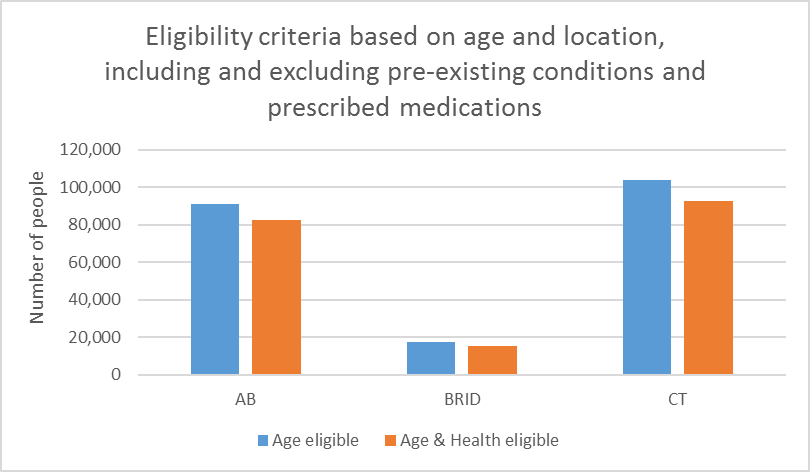 Eligibility criteria based on age and location,
including and excluding pre-existing conditions and
prescribed medications
120,000
100,000
80,000
60,000
40,000
20,000
0
Number of people
AB BRID CT
Age eligible Age & Health eligible